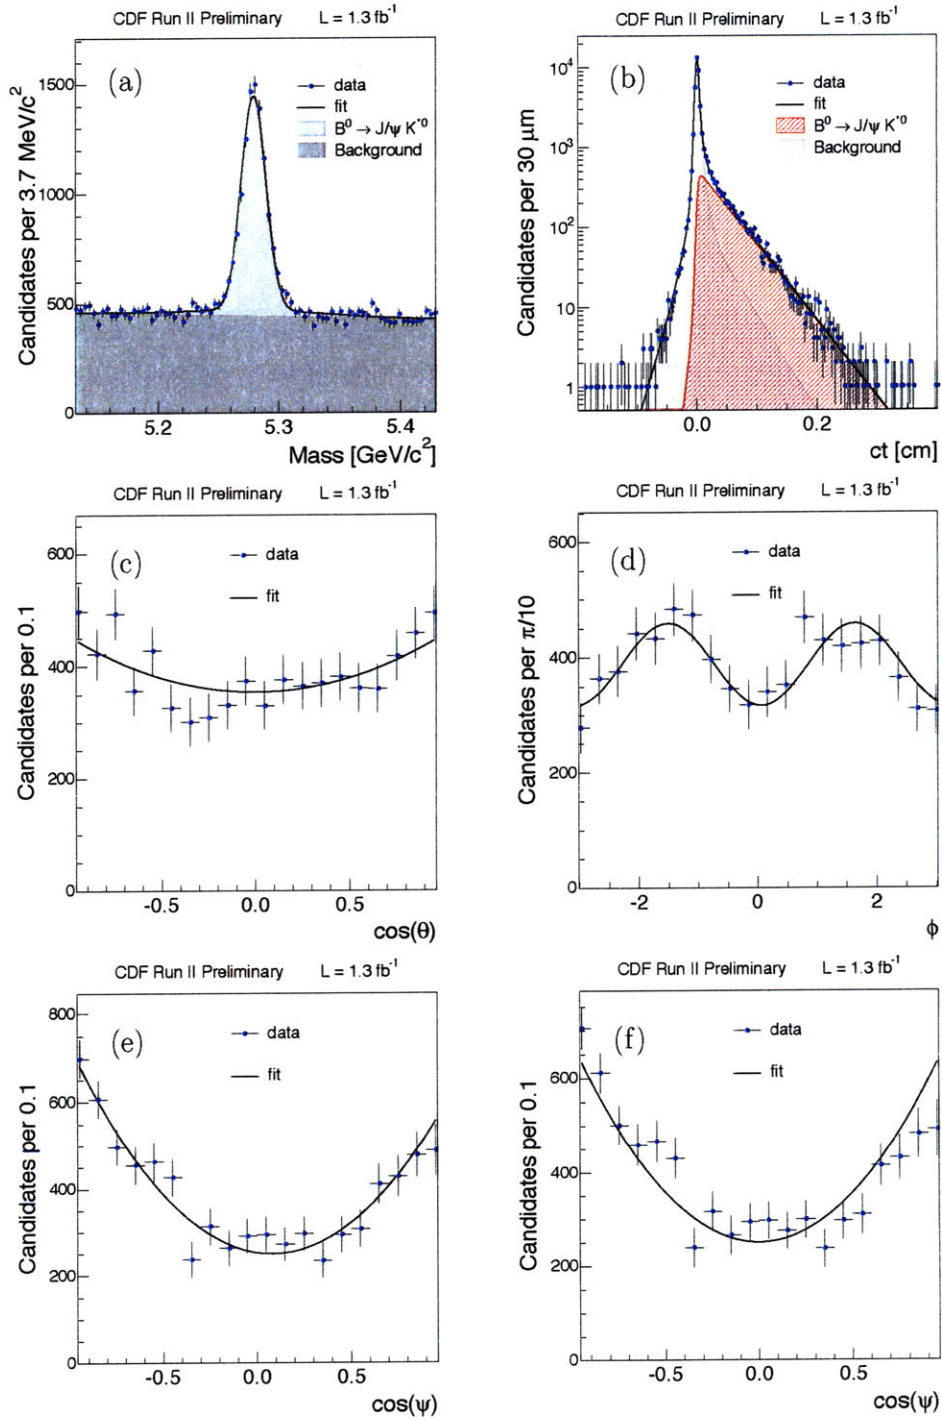 CDF Run II Preliminary L = 1.3 fb⁻¹
(a)
data
fit
B⁰ → J/ψ K*⁰
Background
Candidates per 3.7 MeV/c²
1500
1000
500
0
5.2 5.3 5.4
Mass [GeV/c²]
CDF Run II Preliminary L = 1.3 fb⁻¹
(b)
data
fit
B⁰ → J/ψ K*⁰
Background
Candidates per 30 μm
10⁴
10³
10²
10
1
0.0 0.2
ct [cm]
CDF Run II Preliminary L = 1.3 fb⁻¹
(c)
data
fit
Candidates per 0.1
600
400
200
0
-0.5 0.0 0.5
cos(θ)
CDF Run II Preliminary L = 1.3 fb⁻¹
(d)
data
fit
Candidates per π/10
600
400
200
0
-2 0 2
ϕ
CDF Run II Preliminary L = 1.3 fb⁻¹
(e)
data
fit
Candidates per 0.1
800
600
400
200
0
-0.5 0.0 0.5
cos(ψ)
CDF Run II Preliminary L = 1.3 fb⁻¹
(f)
data
fit
Candidates per 0.1
600
400
200
0
-0.5 0.0 0.5
cos(ψ)